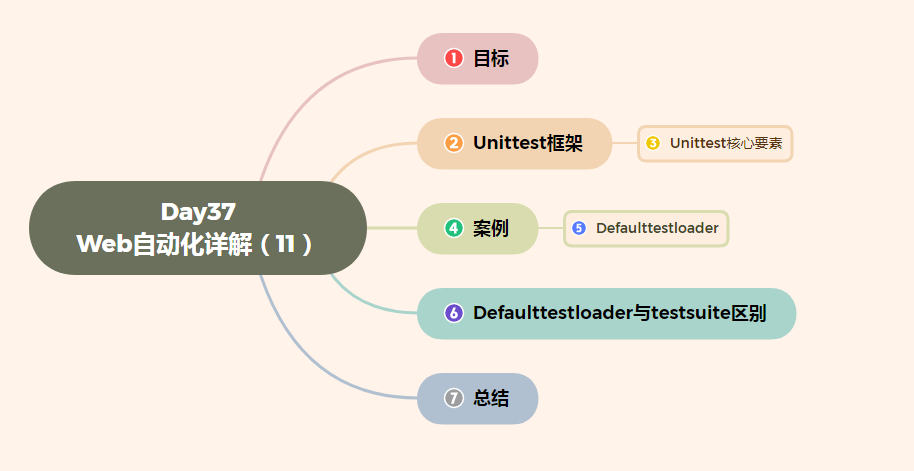 Day37
Web自动化详解（11）
1 目标
2 Unittest框架
3 Unittest核心要素
4 案例
5 Defaulttestloader
6 Defaulttestloader与testsuite区别
7 总结